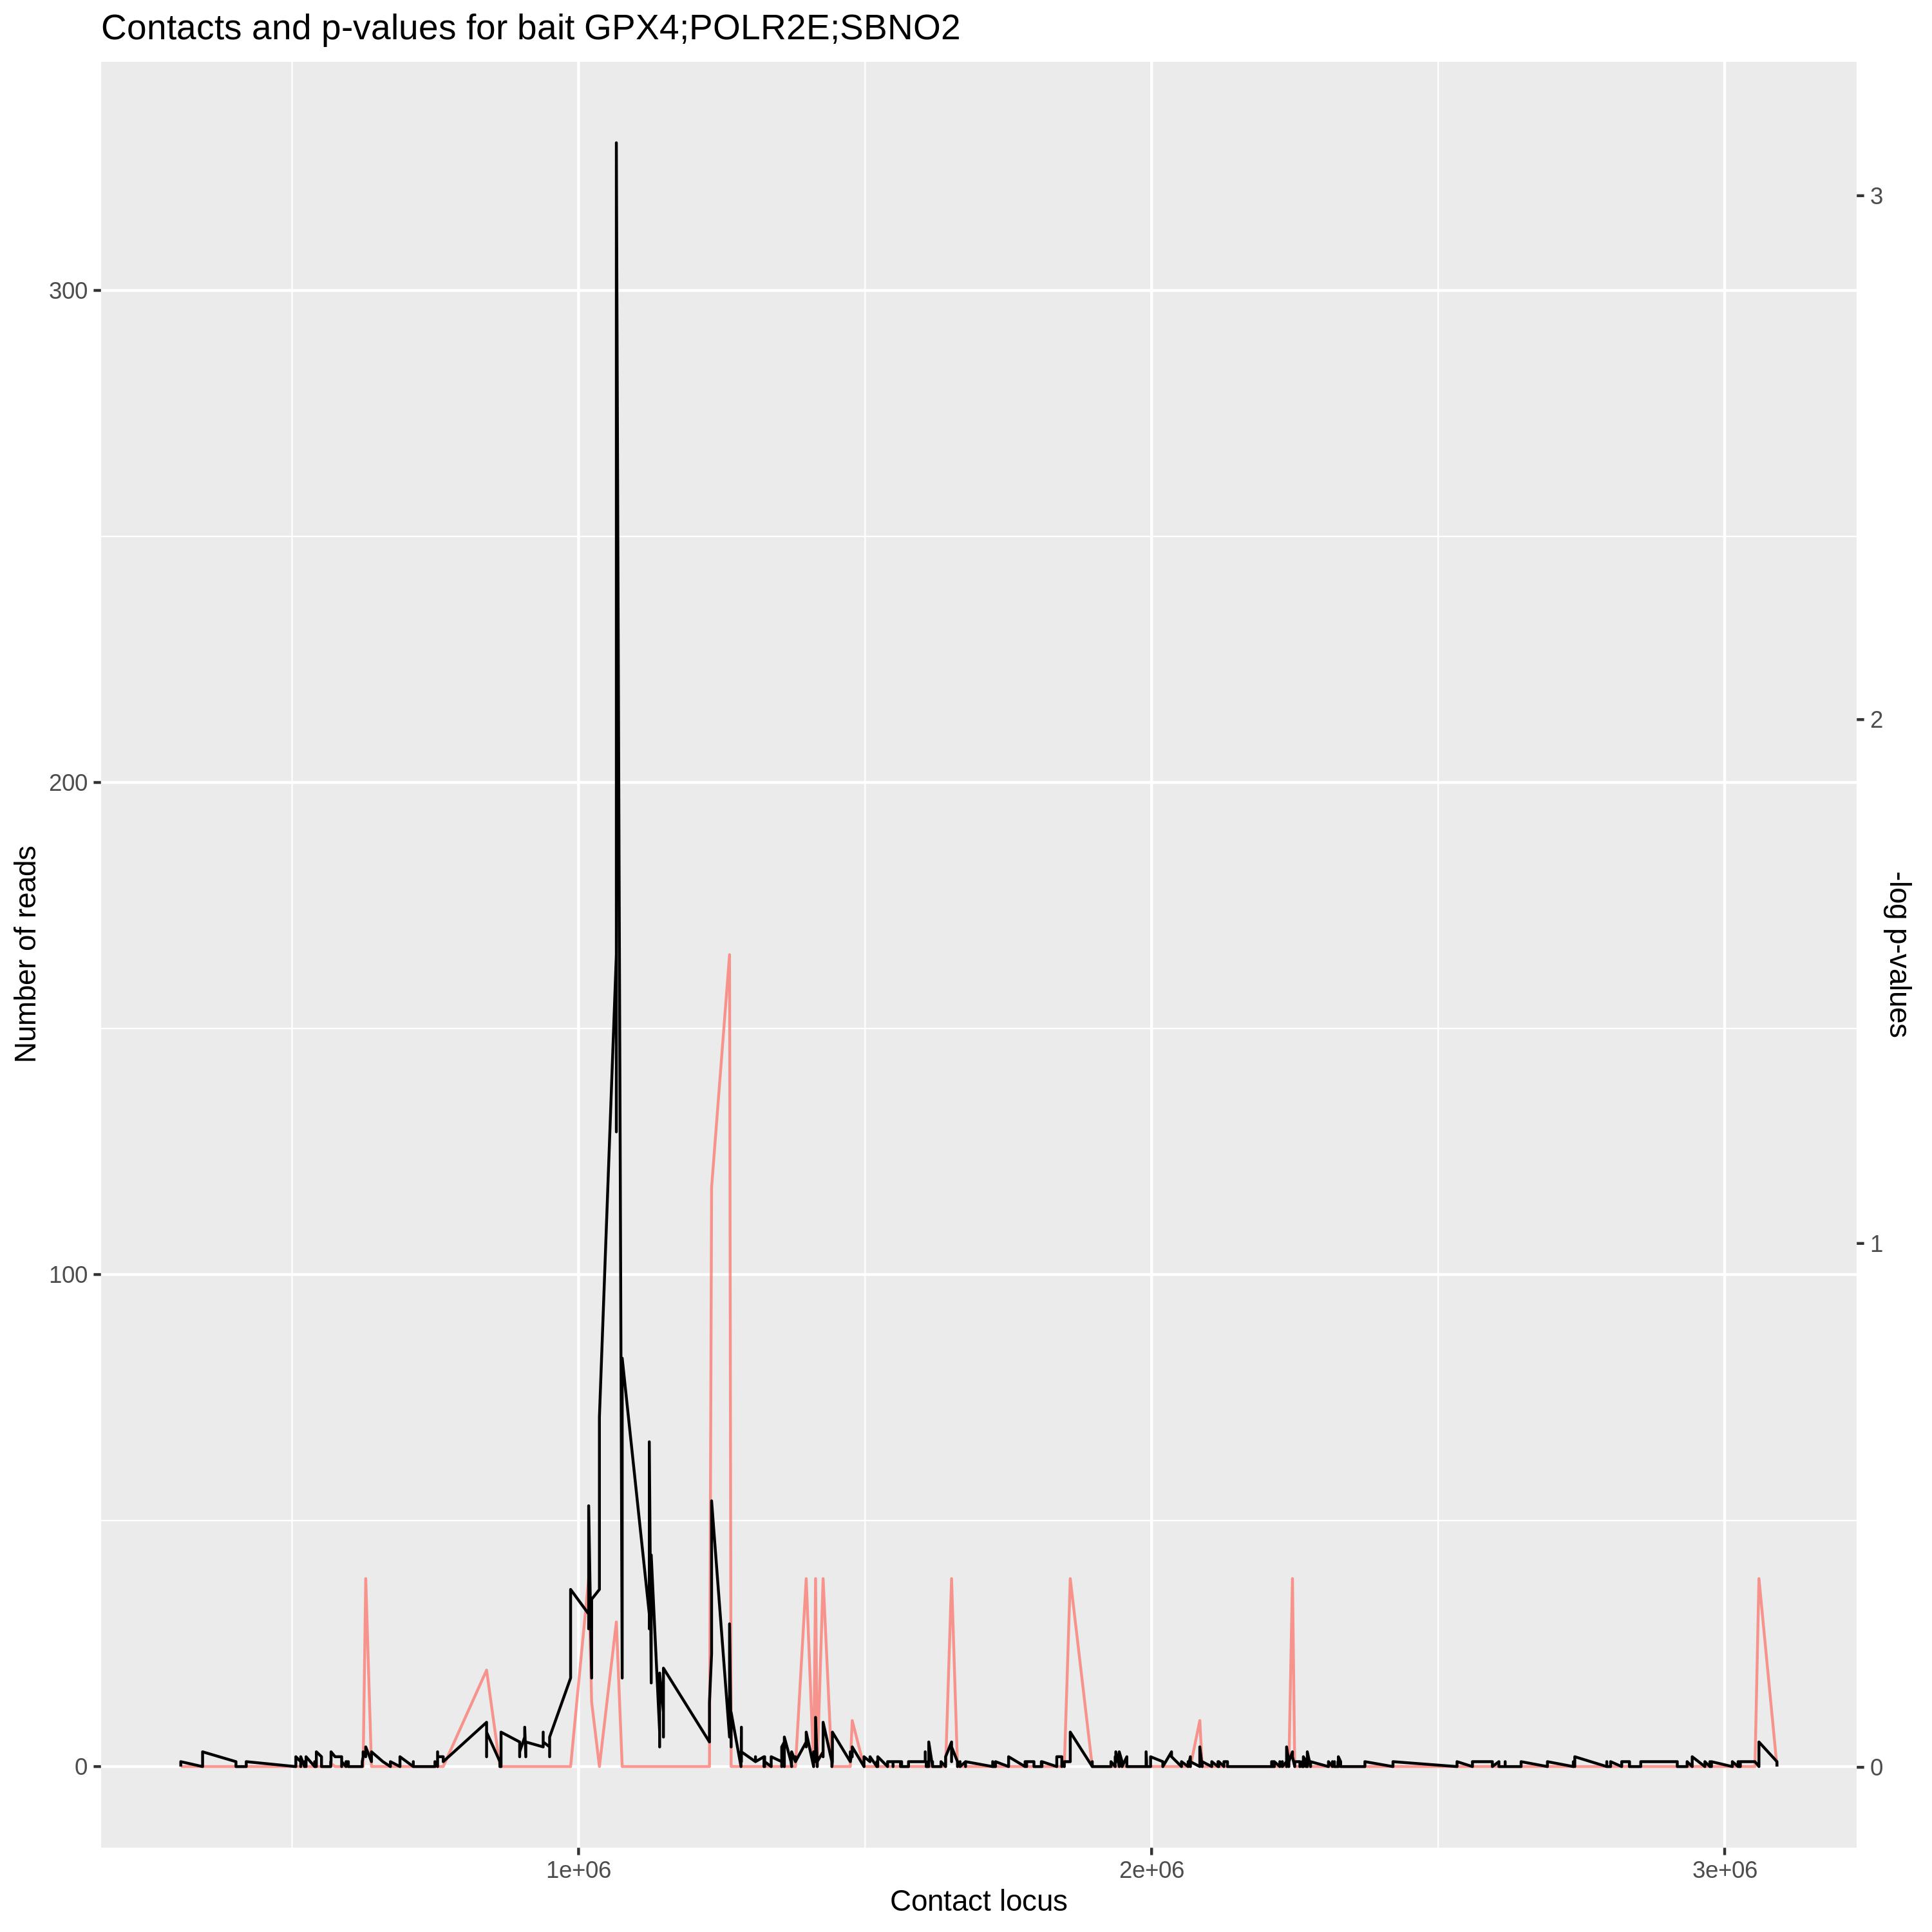 Contacts and p-values for bait GPX4;POLR2E;SBNO2
Number of reads
300
200
100
0
3
2
1
0
-log p-values
1e+06
2e+06
3e+06
Contact locus